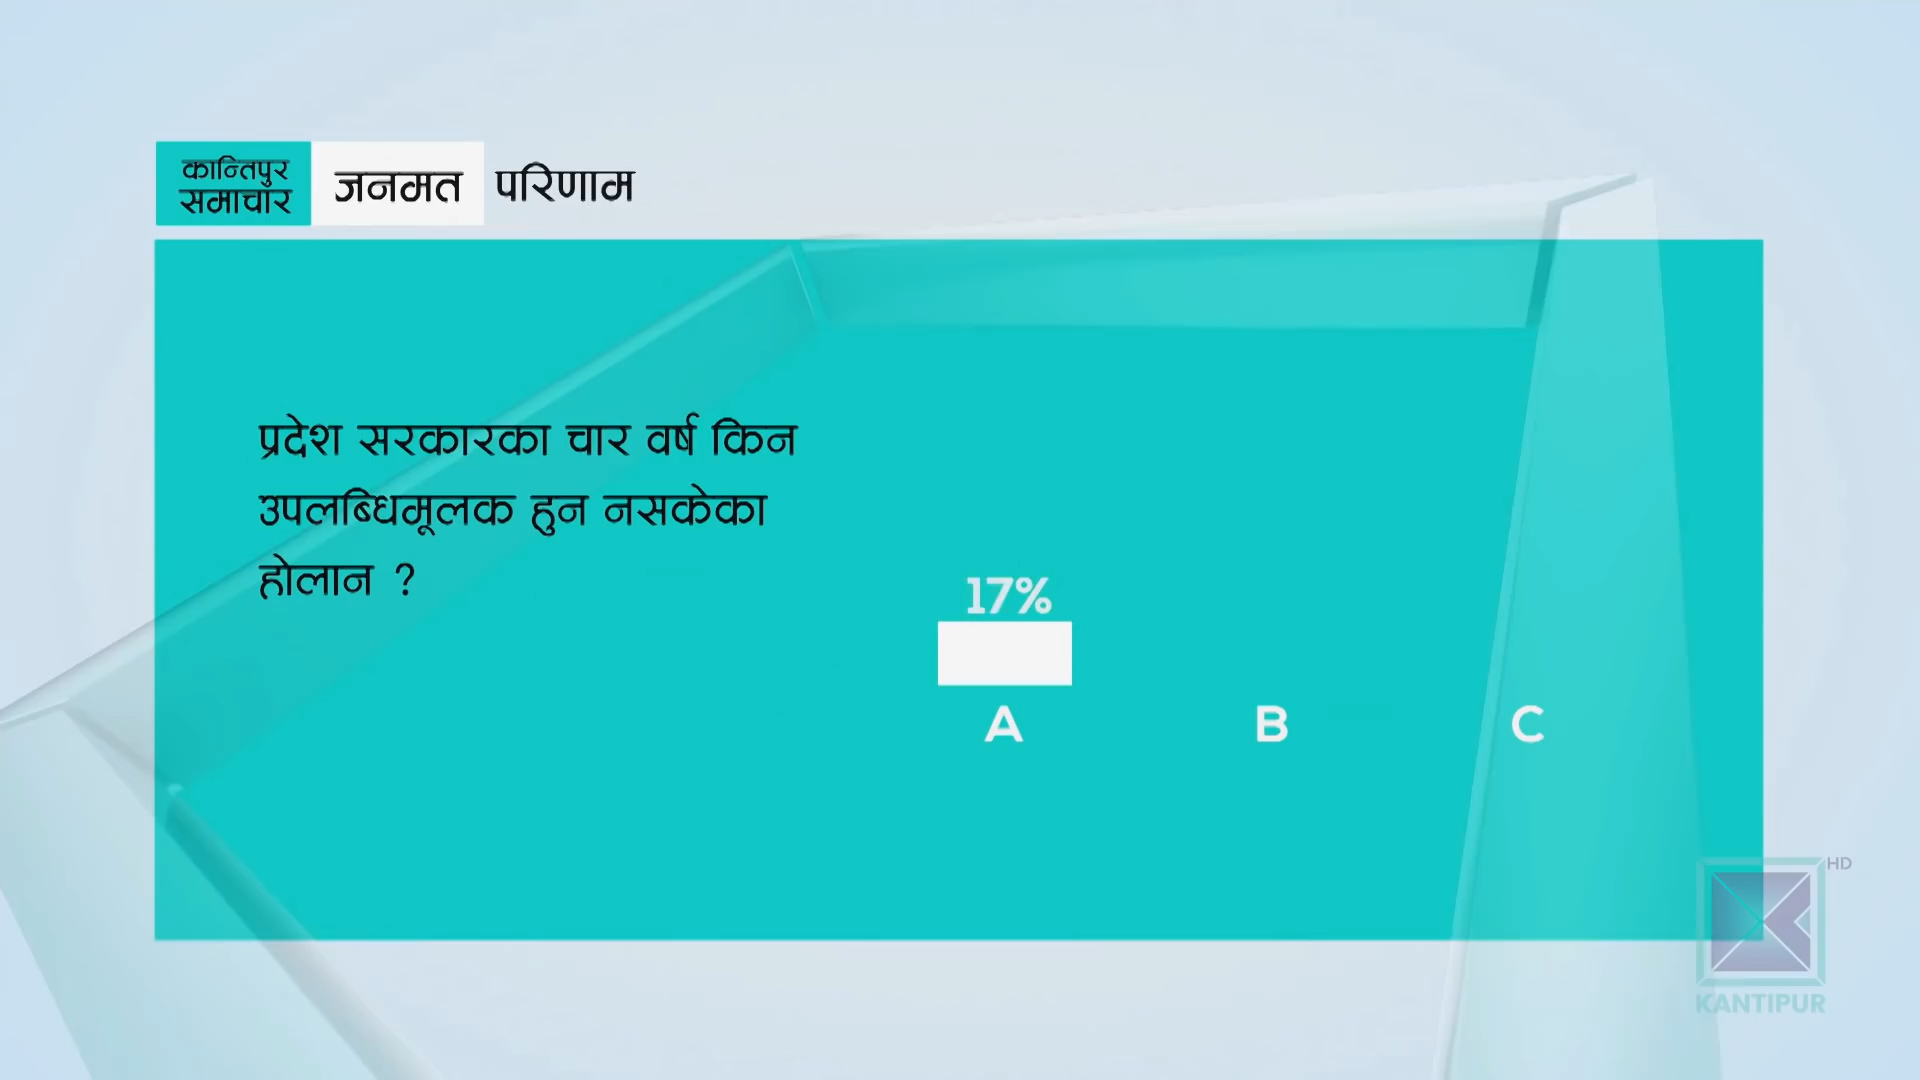 कान्तिपुर
समाचार
जनमत परिणाम
प्रदेश सरकारका चार वर्ष किन
उपलब्धिमूलक हुन नसकेका
होलान ?
17%
A B C
HD
KANTIPUR